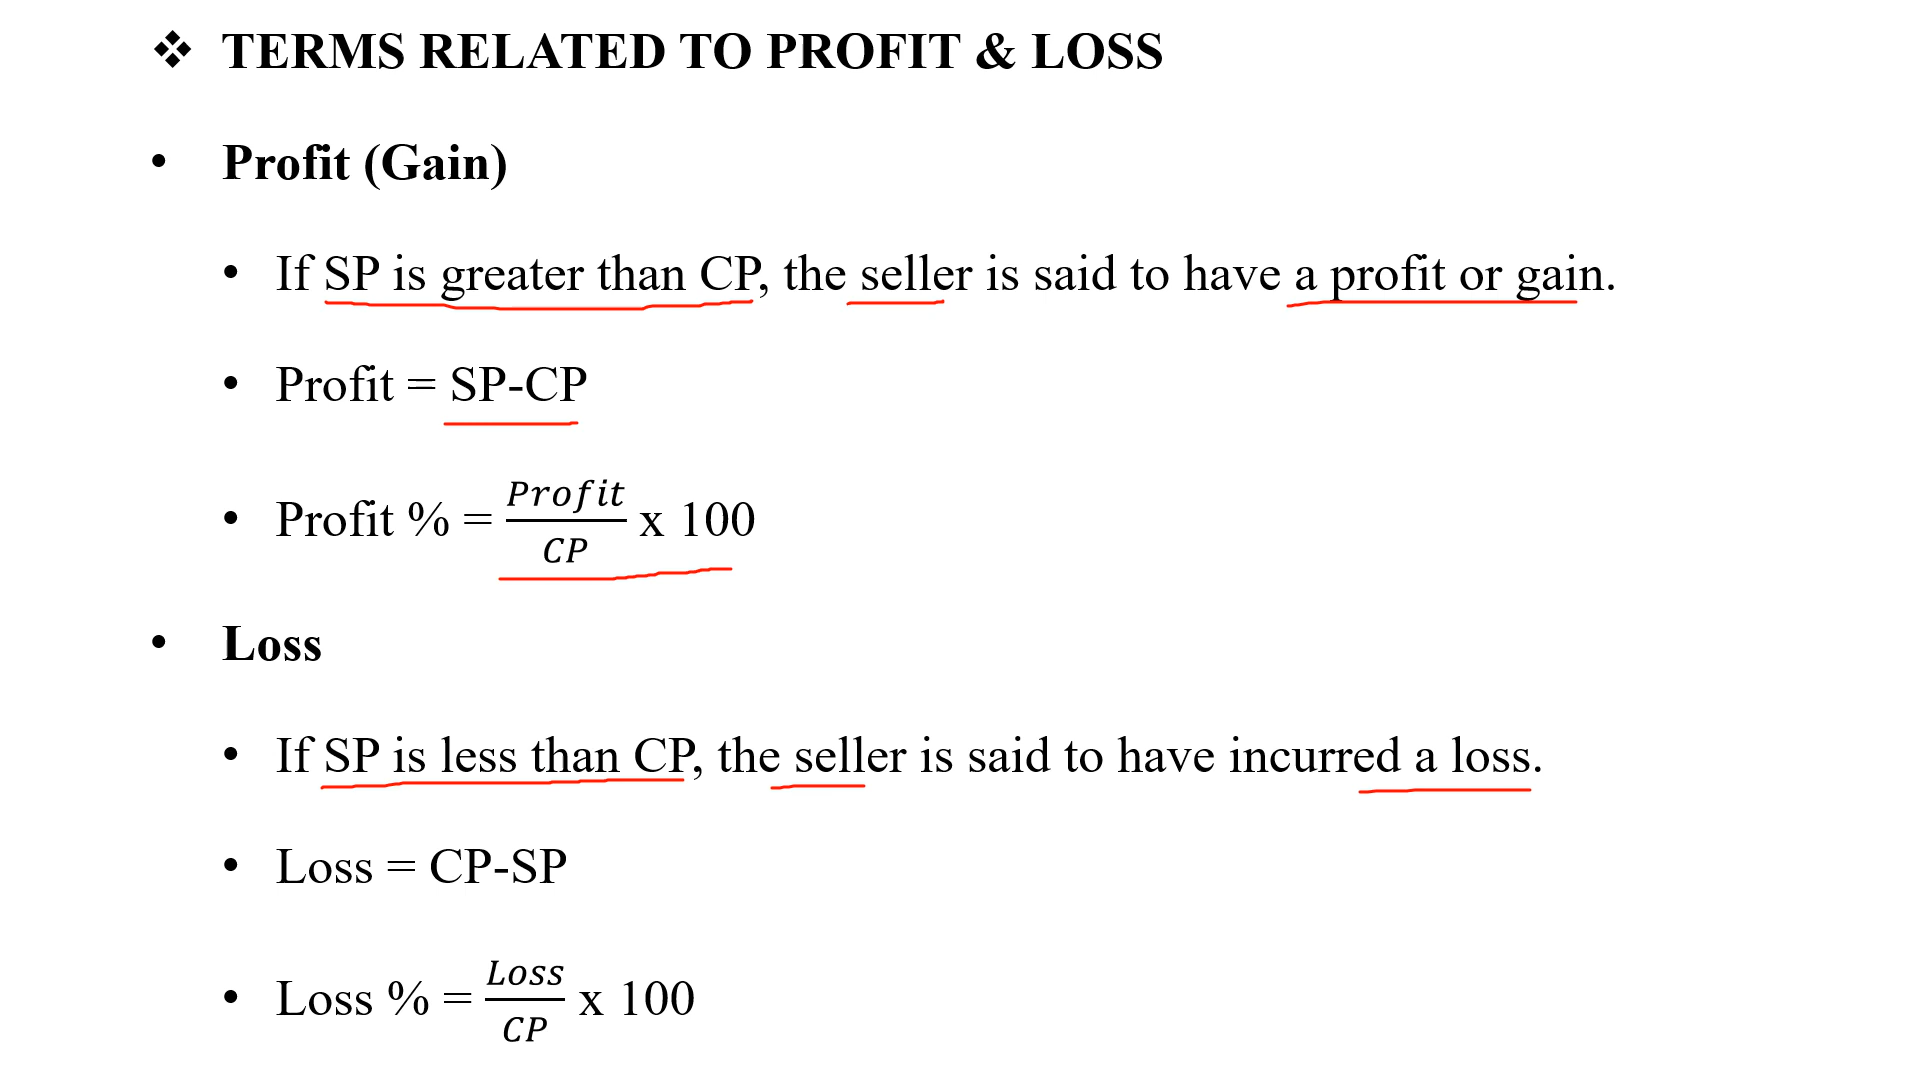 ❖ TERMS RELATED TO PROFIT & LOSS
• Profit (Gain)
• If SP is greater than CP, the seller is said to have a profit or gain.
• Profit = SP-CP
• Profit % = Profit/CP x 100
• Loss
• If SP is less than CP, the seller is said to have incurred a loss.
• Loss = CP-SP
• Loss % = Loss/CP x 100